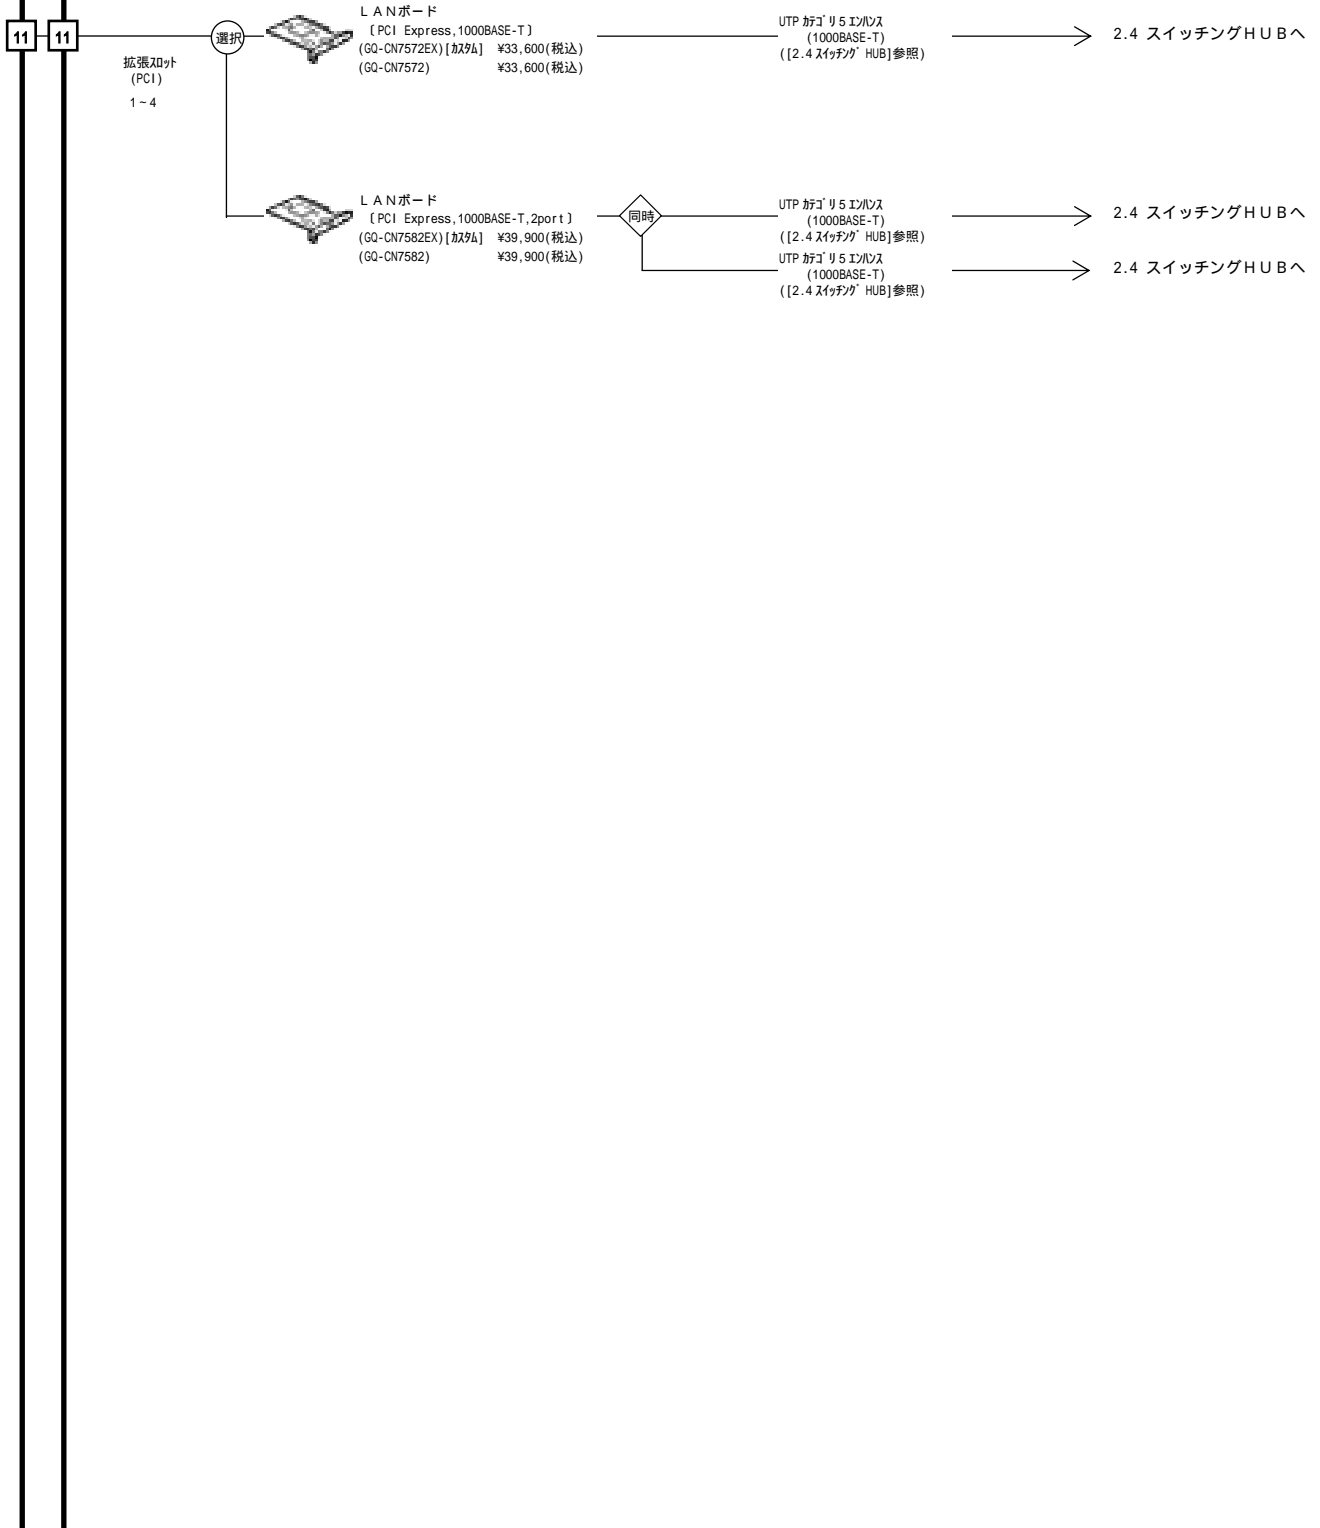 11 11
拡張ｽﾛｯﾄ
(PCI)
1~4
選択
ＬＡＮボード
〔PCI Express,1000BASE-T〕
(GQ-CN7572EX)[ｶｽﾀﾑ] ¥33,600(税込)
(GQ-CN7572) ¥33,600(税込)
UTP ｶﾃｺﾞﾘ 5 ｴﾝﾊﾝｽ
(1000BASE-T)
([2.4 ｽｲｯﾁﾝｸﾞ HUB]参照)
2.4 スイッチングＨＵＢへ
ＬＡＮボード
〔PCI Express,1000BASE-T,2port〕
(GQ-CN7582EX)[ｶｽﾀﾑ] ¥39,900(税込)
(GQ-CN7582) ¥39,900(税込)
同時
UTP ｶﾃｺﾞﾘ 5 ｴﾝﾊﾝｽ
(1000BASE-T)
([2.4 ｽｲｯﾁﾝｸﾞ HUB]参照)
2.4 スイッチングＨＵＢへ
UTP ｶﾃｺﾞﾘ 5 ｴﾝﾊﾝｽ
(1000BASE-T)
([2.4 ｽｲｯﾁﾝｸﾞ HUB]参照)
2.4 スイッチングＨＵＢへ